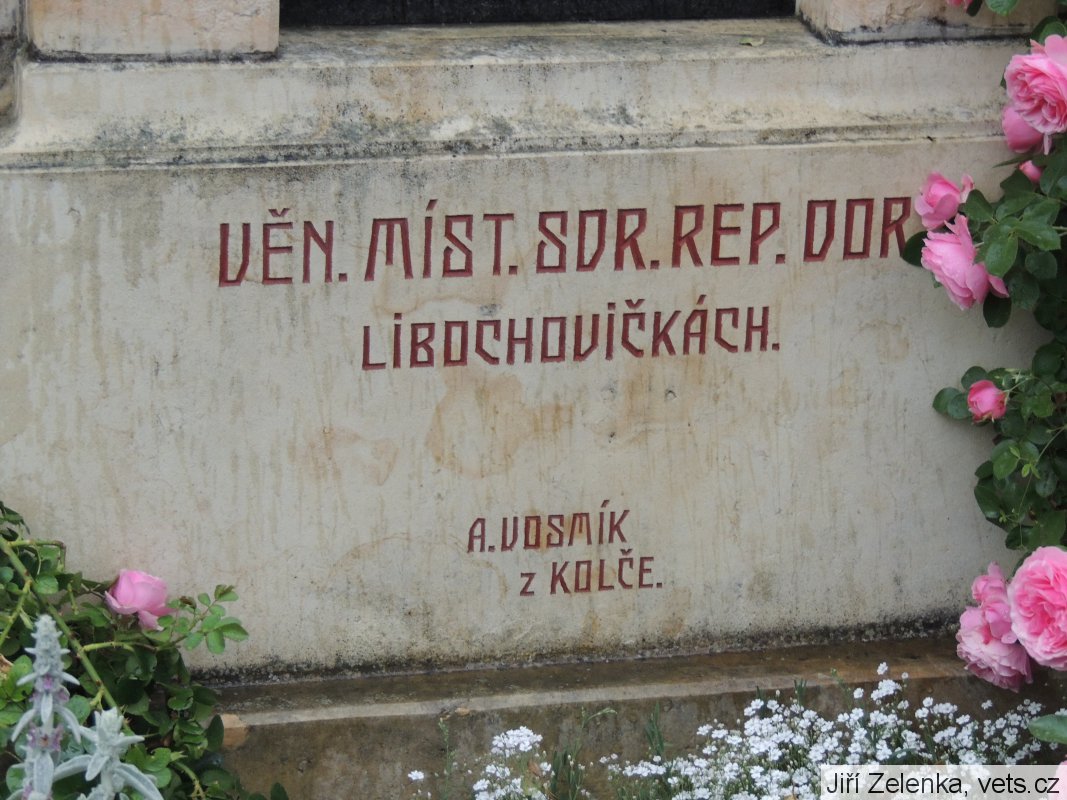 VĚN. MÍST. SDR. REP. DOR
LIBOCHOVIČKÁCH.
A. VOSMÍK
z KOLČE.
Jiří Zelenka, vets.cz